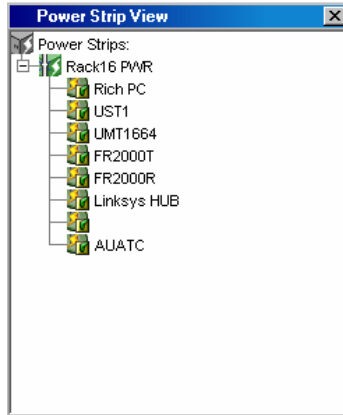 Power Strip View
Power Strips:
Rack16 PWR
Rich PC
UST1
UMT1664
FR2000T
FR2000R
Linksys HUB
AUATC